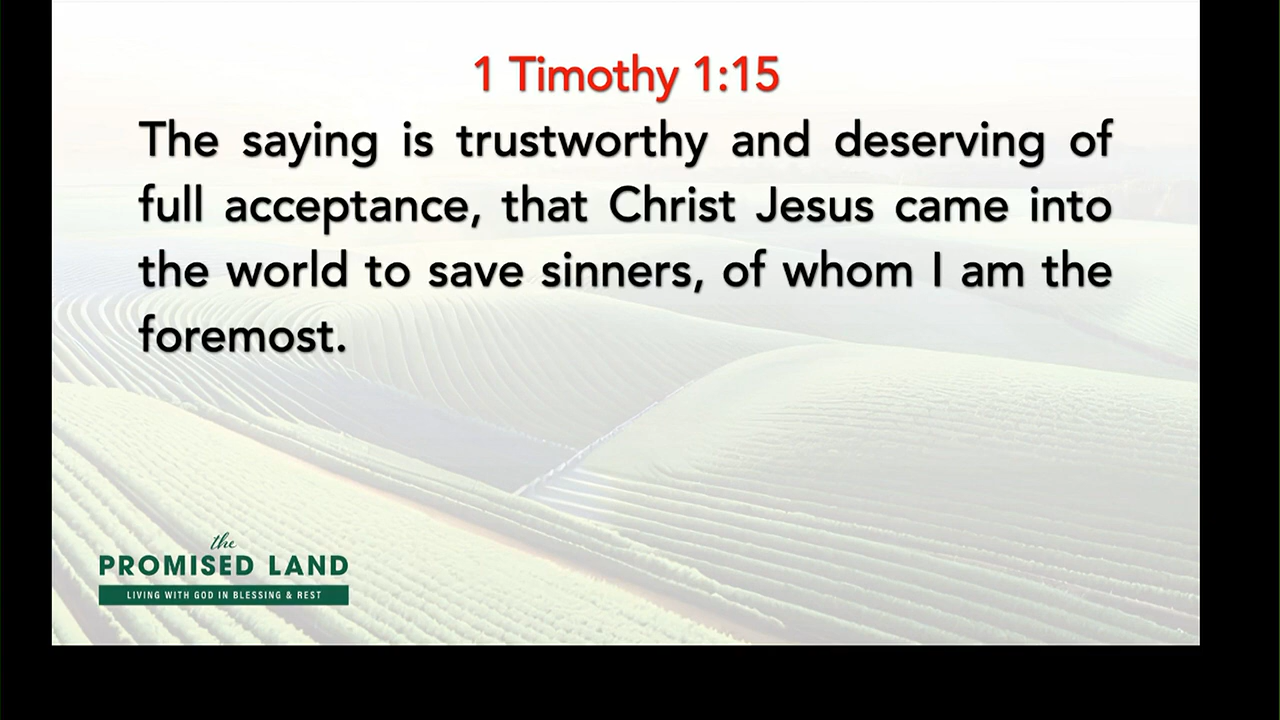 1 Timothy 1:15
The saying is trustworthy and deserving of
full acceptance, that Christ Jesus came into
the world to save sinners, of whom I am the
foremost.
the
PROMISED LAND
LIVING WITH GOD IN BLESSING & REST